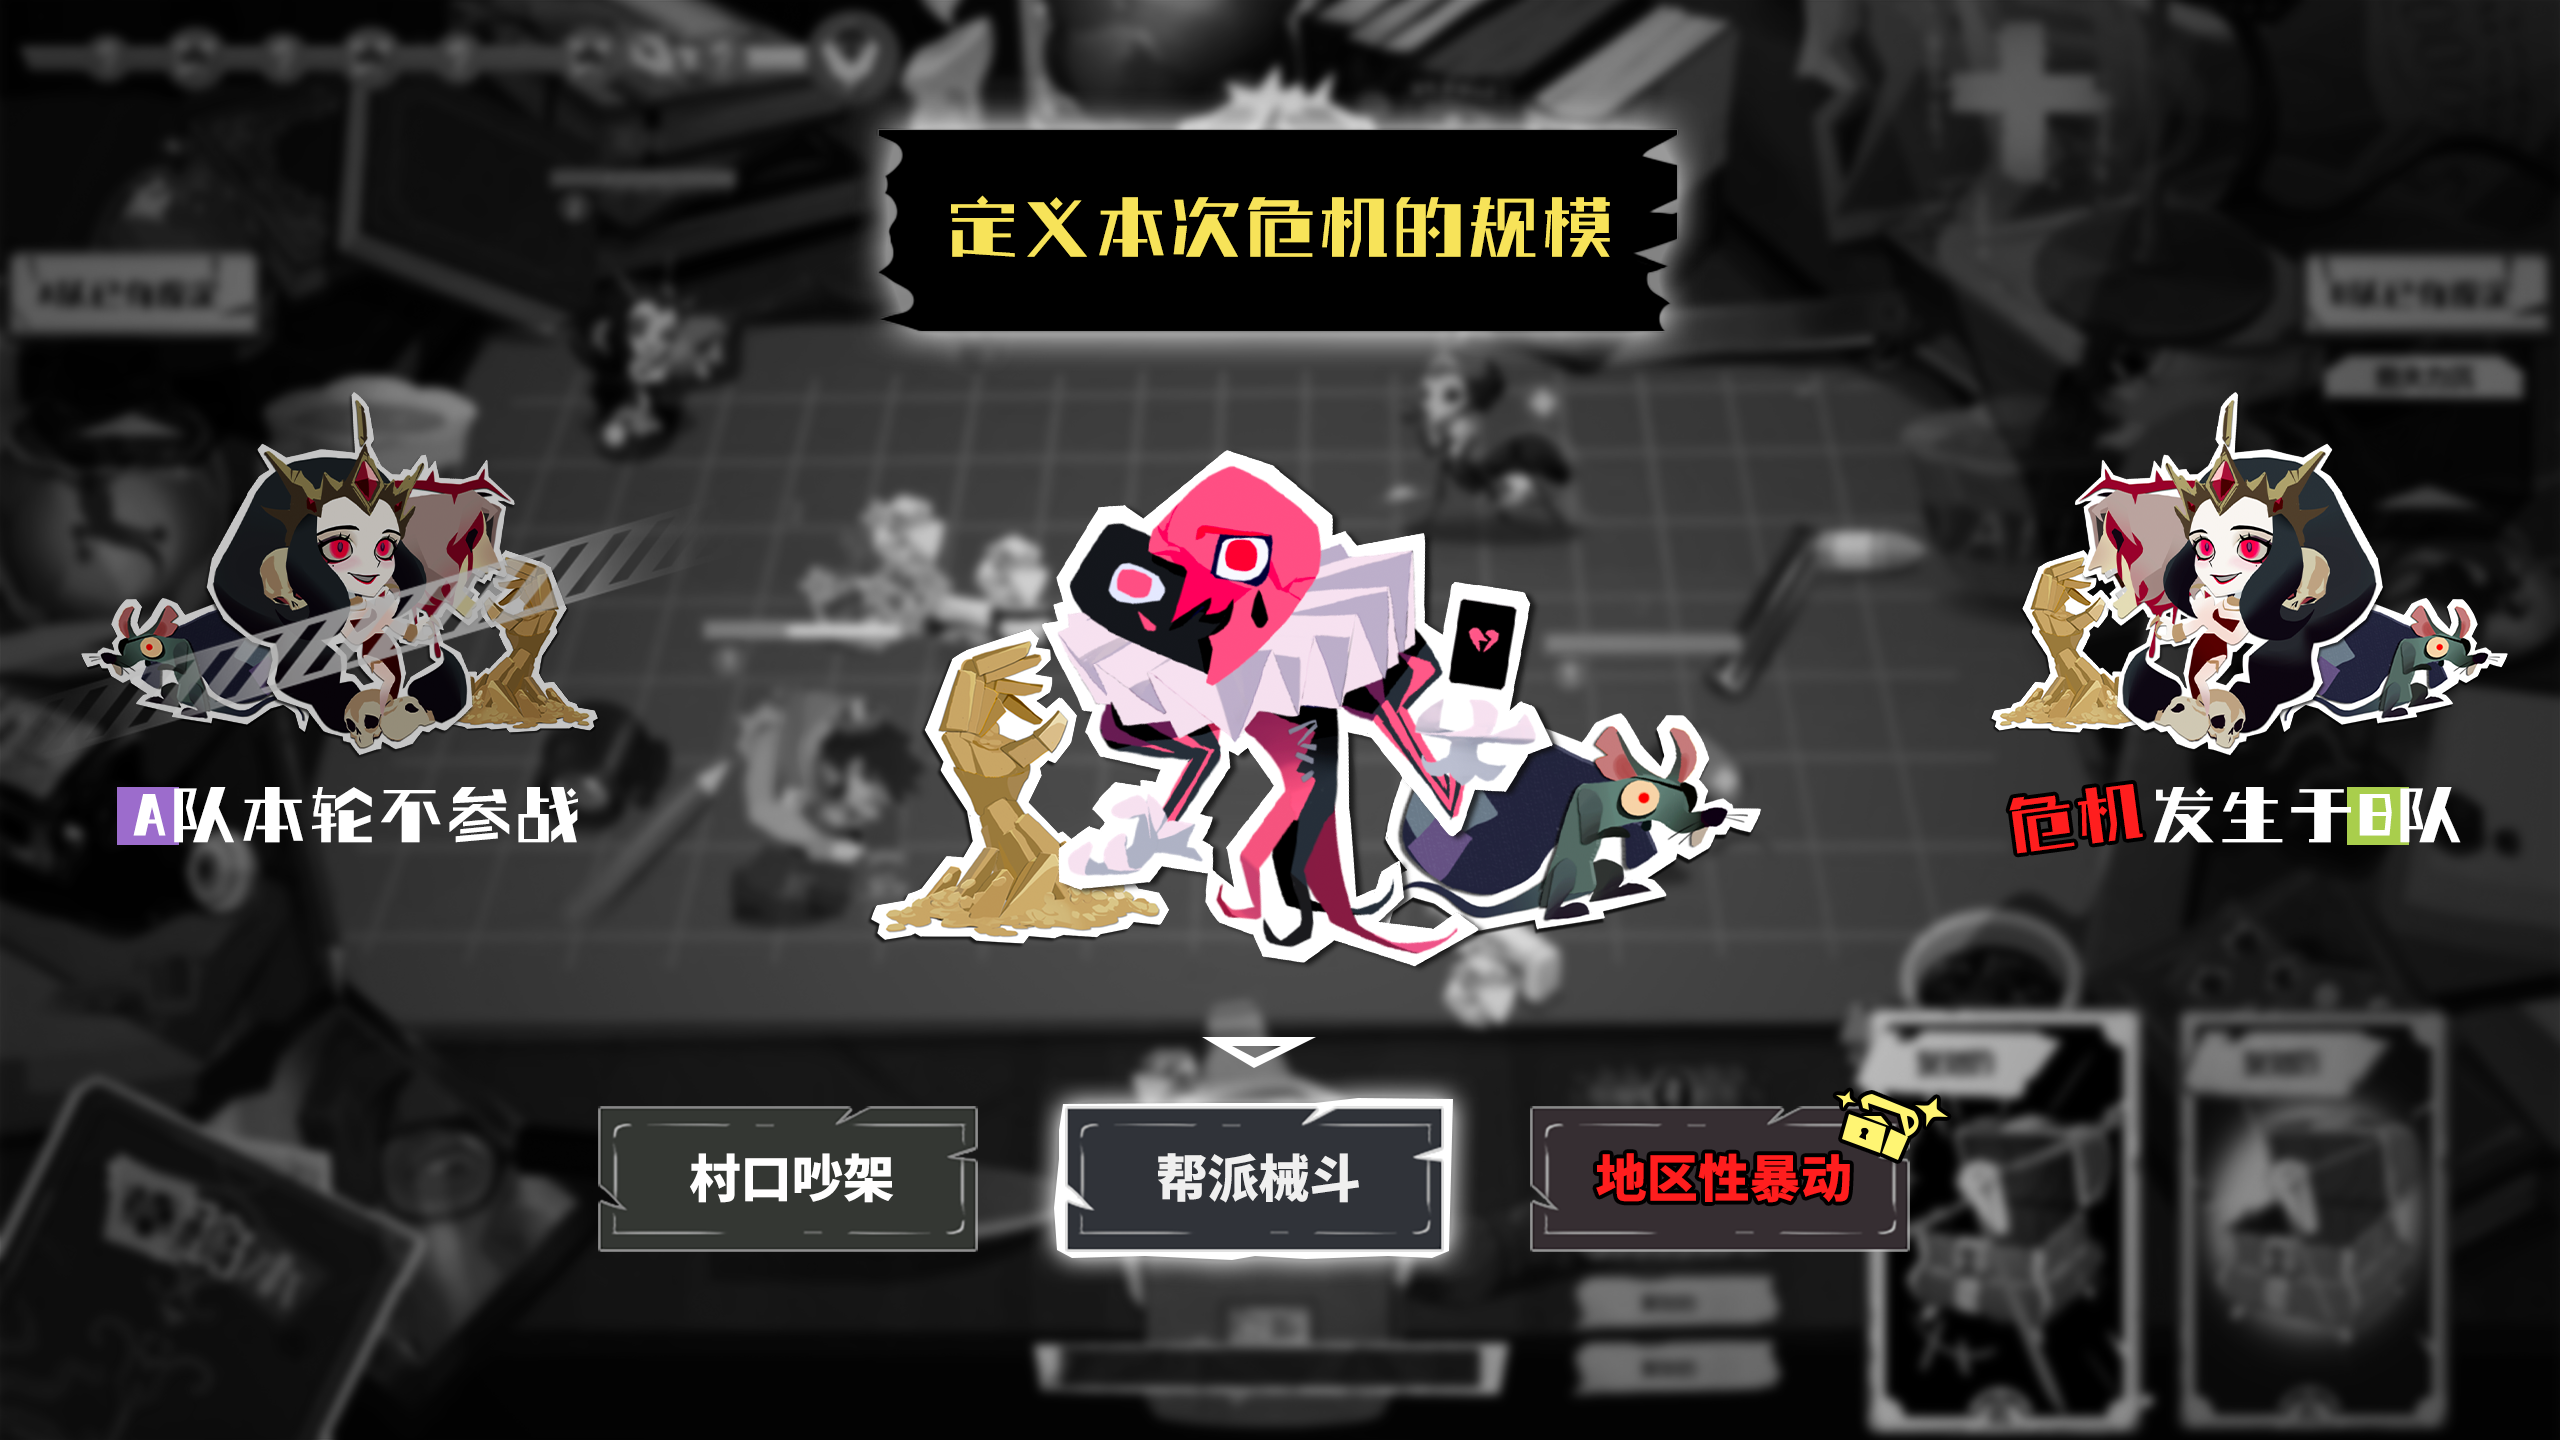 定义本次危机的规模
A队本轮不参战
危机发生于B队
村口吵架
帮派械斗
地区性暴动